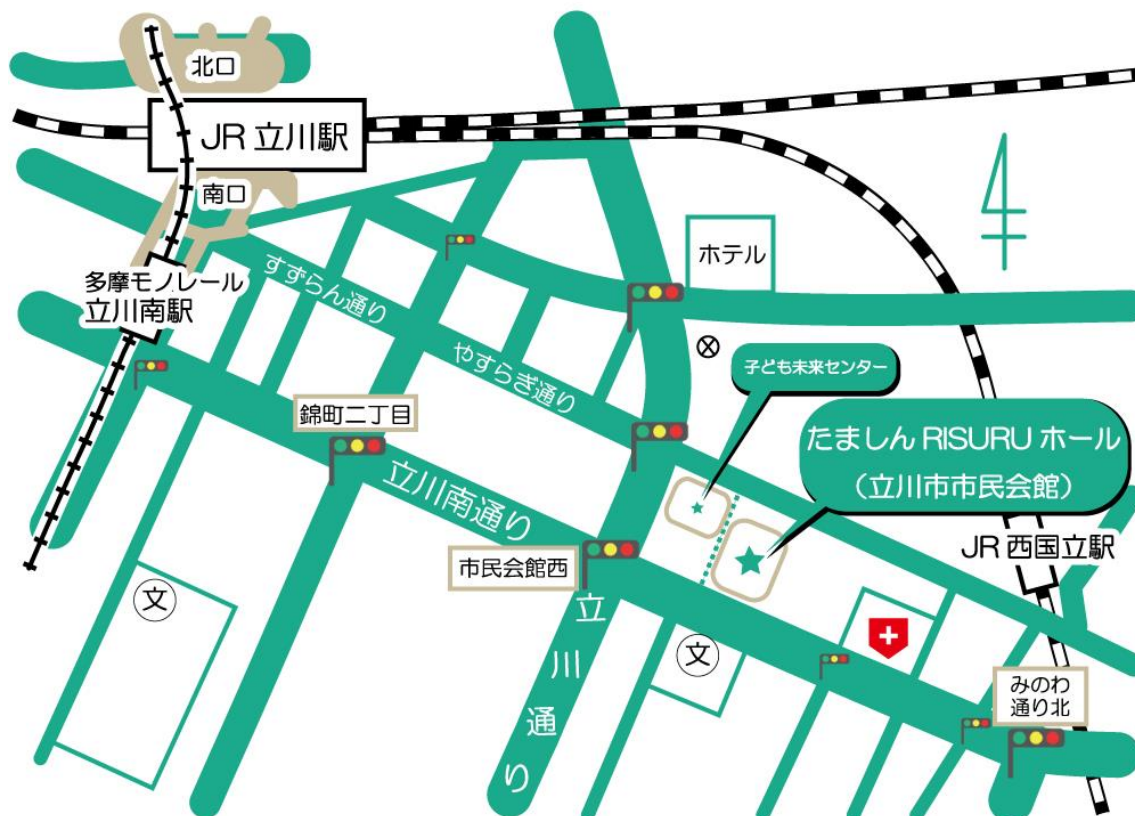 北口
JR 立川駅
南口
多摩モノレール
立川南駅
すずらん通り
やすらぎ通り
ホテル
子ども未来センター
たましん RISURU ホール
（立川市市民会館）
錦町二丁目
立川南通り
市民会館西
JR 西国立駅
立川通り
文
文
みのわ
通り北